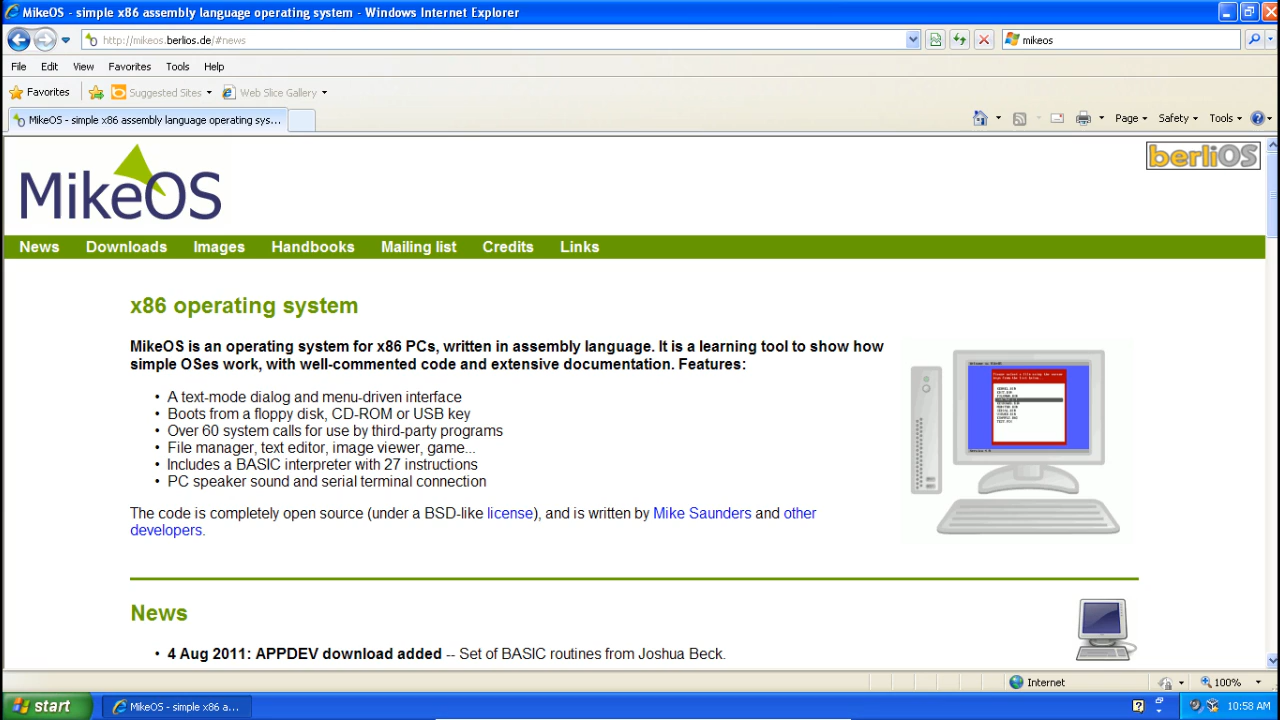 MikeOS - simple x86 assembly language operating system - Windows Internet Explorer
http://mikeos.berlios.de/#news
mikeos
File Edit View Favorites Tools Help
Favorites Suggested Sites Web Slice Gallery
MikeOS - simple x86 assembly language operating sys...
Page Safety Tools
berliOS
MikeOS
News Downloads Images Handbooks Mailing list Credits Links
x86 operating system
MikeOS is an operating system for x86 PCs, written in assembly language. It is a learning tool to show how
simple OSes work, with well-commented code and extensive documentation. Features:
• A text-mode dialog and menu-driven interface
• Boots from a floppy disk, CD-ROM or USB key
• Over 60 system calls for use by third-party programs
• File manager, text editor, image viewer, game...
• Includes a BASIC interpreter with 27 instructions
• PC speaker sound and serial terminal connection
The code is completely open source (under a BSD-like license), and is written by Mike Saunders and other
developers.
News
• 4 Aug 2011: APPDEV download added -- Set of BASIC routines from Joshua Beck.
Internet
100%
start
MikeOS - simple x86 a...
10:58 AM